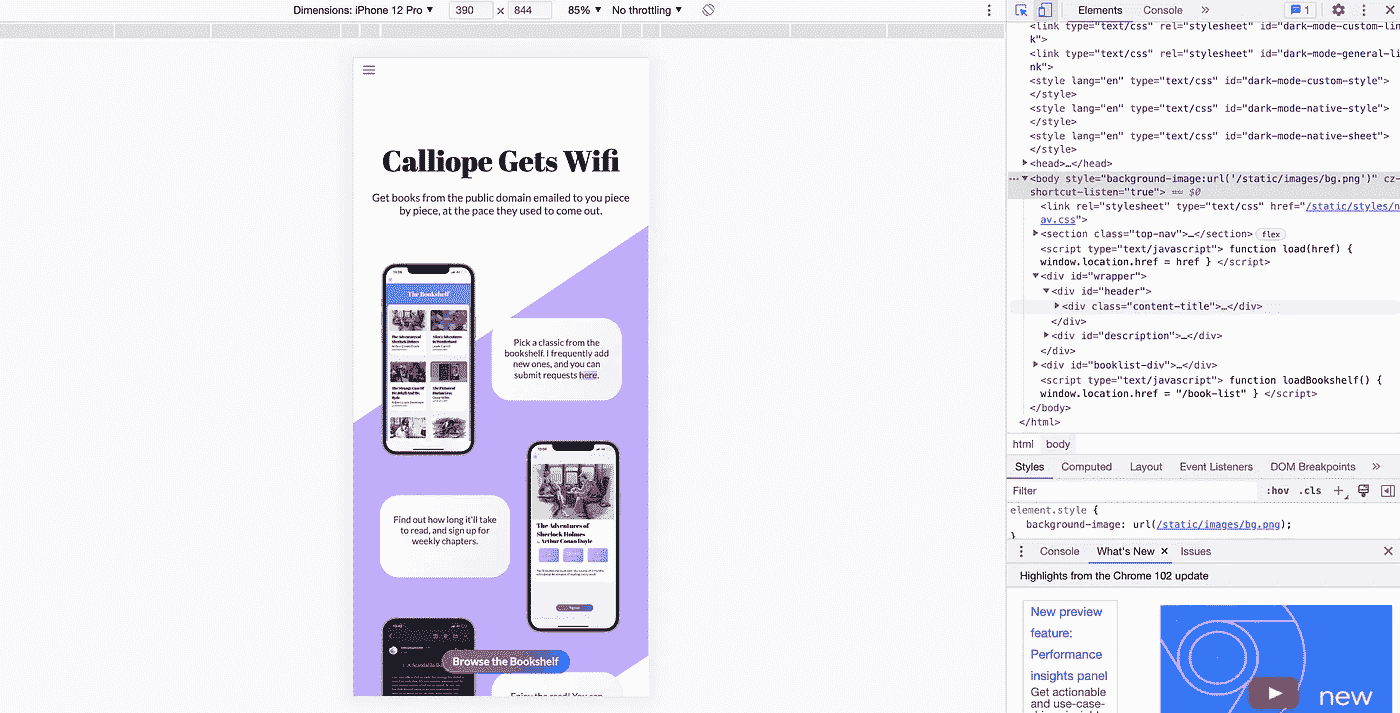 Dimensions: iPhone 12 Pro ▼ 390 × 844 85% ▼ No throttling ▼
Elements Console » 1
<link type="text/css" rel="stylesheet" id="dark-mode-custom-lin
k">
<link type="text/css" rel="stylesheet" id="dark-mode-general-li
nk">
<style lang="en" type="text/css" id="dark-mode-custom-style">
</style>
<style lang="en" type="text/css" id="dark-mode-native-style">
</style>
<style lang="en" type="text/css" id="dark-mode-native-sheet">
</style>
<head>…</head>
<body style="background-image:url('/static/images/bg.png')" cz-
shortcut-listen="true"> == $0
<link rel="stylesheet" type="text/css" href="/static/styles/n
av.css">
<section class="top-nav">…</section> flex
<script type="text/javascript"> function load(href) {
window.location.href = href } </script>
<div id="wrapper">
<div id="header">
<div class="content-title">…</div>
</div>
<div id="description">…</div>
</div>
<div id="booklist-div">…</div>
<script type="text/javascript"> function loadBookshelf() {
window.location.href = "/book-list" } </script>
</body>
</html>
html body
Styles Computed Layout Event Listeners DOM Breakpoints »
Filter :hov .cls +
element.style {
background-image: url(/static/images/bg.png);
}
Console What's New × Issues
Highlights from the Chrome 102 update
New preview
feature:
Performance
insights panel
Get actionable
and use-case-
new
Calliope Gets Wifi
Get books from the public domain emailed to you piece
by piece, at the pace they used to come out.
The Bookshelf
Pick a classic from the
bookshelf. I frequently add
new ones, and you can
submit requests here.
Find out how long it'll take
to read, and sign up for
weekly chapters.
The Adventures of
Sherlock Holmes
Arthur Conan Doyle
Browse the Bookshelf
Enjoy the read! You can